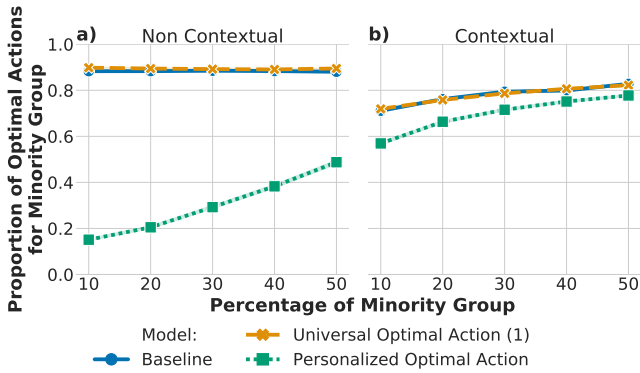 a) Non Contextual
b) Contextual
Proportion of Optimal Actions
for Minority Group
1.0
0.8
0.6
0.4
0.2
0.0
10 20 30 40 50
10 20 30 40 50
Percentage of Minority Group
Model:
Universal Optimal Action (1)
Baseline
Personalized Optimal Action